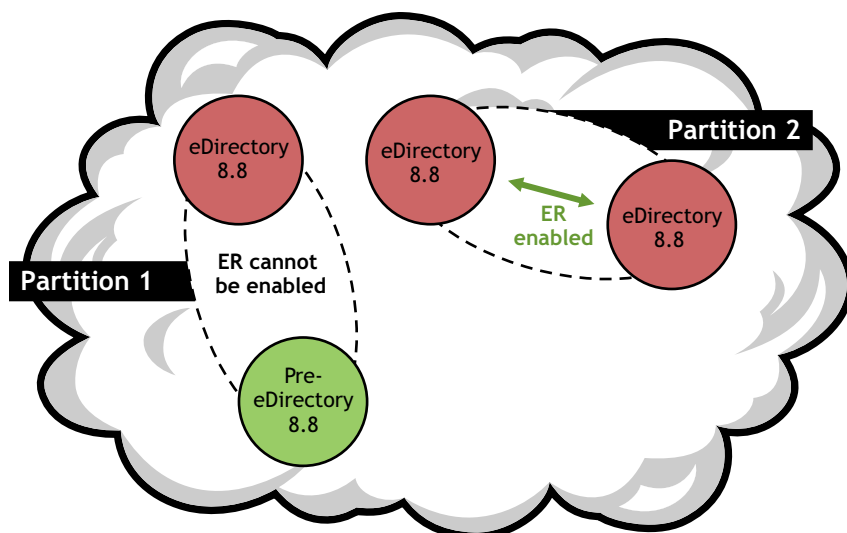 eDirectory
8.8
Partition 1
ER cannot
be enabled
Pre-
eDirectory
8.8
eDirectory
8.8
Partition 2
ER
enabled
eDirectory
8.8